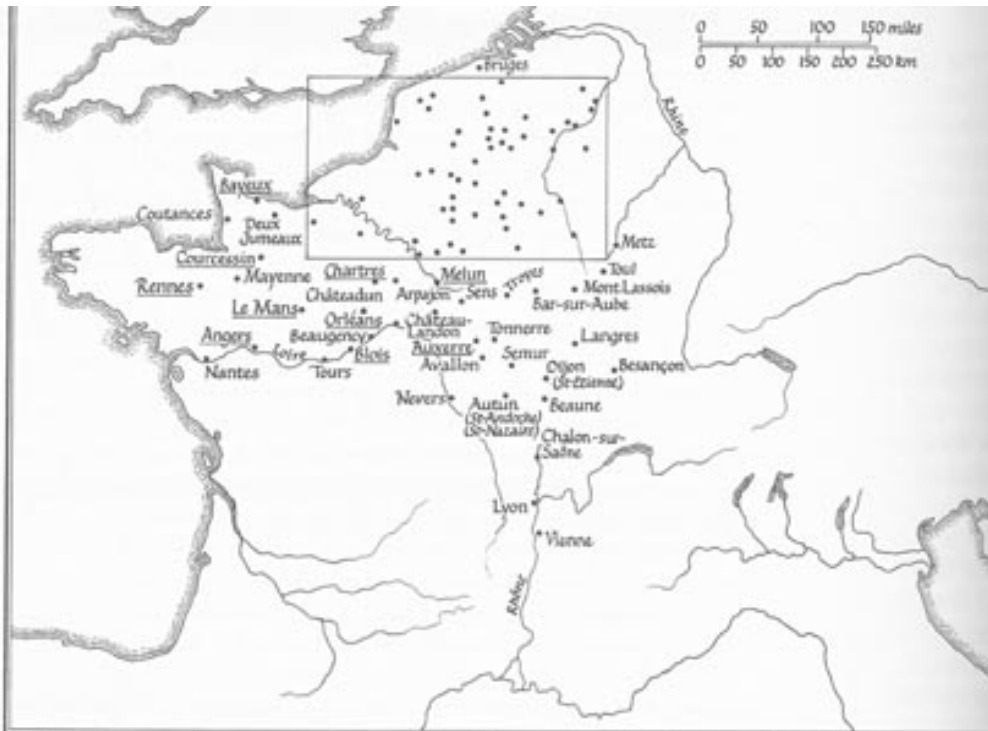 0 50 100 150 miles
0 50 100 150 200 250 km
Bruges
Rhine
Bayeux
Coutances
Deux
Jumeaux
Metz
Courcessin
Toul
Mayenne
Chartres
Melun
Troyes
Mont Lassois
Rennes
Châteadun
Arpajon
Sens
Bar-sur-Aube
Le Mans
Orléans
Château-
Landon
Tonnerre
Langres
Angers
Beaugency
Auxerre
Loire
Blois
Avallon
Semur
Besançon
Nantes
Tours
Dijon
(St-Etienne)
Nevers
Autun
(St-Andoche)
(St-Nazaire)
Beaune
Chalon-sur-
Saône
Lyon
Vienne
Rhône